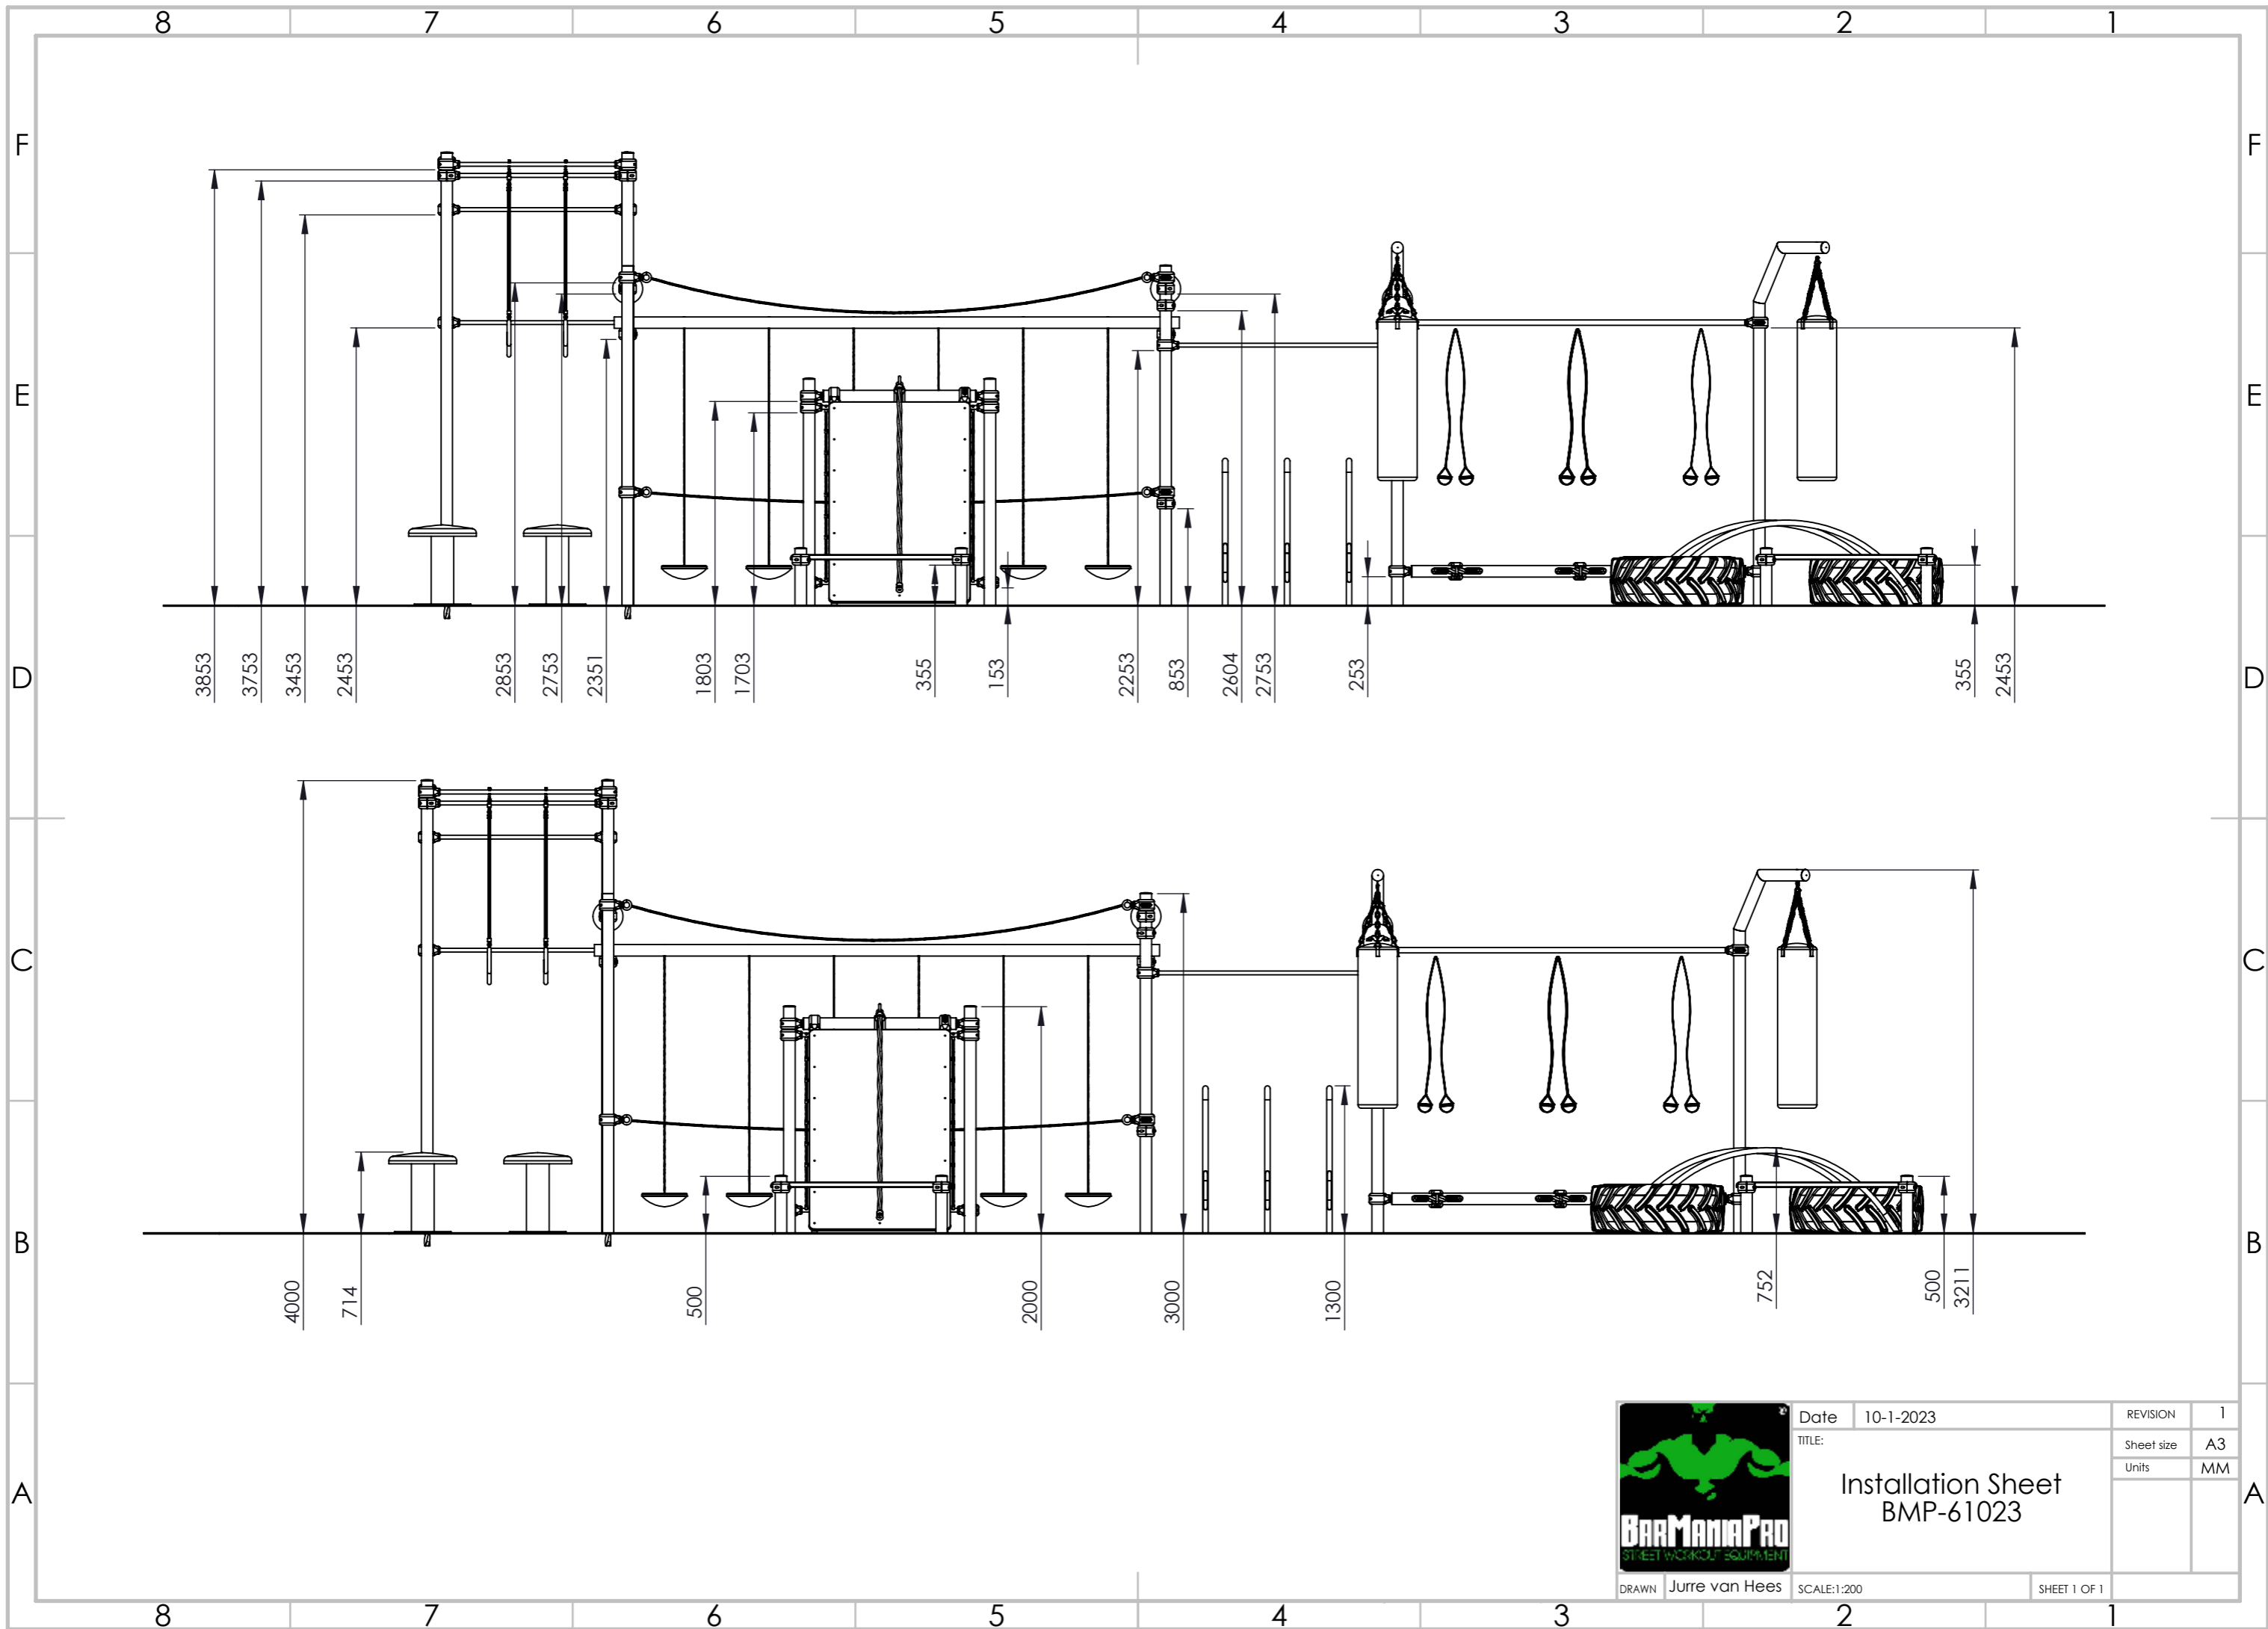 8 7 6 5 4 3 2 1
F F
E E
3853 3753 3453 2453 2853 2753 2351 1803 1703 355 153 2253 853 2604 2753 253 355 2453
D D
C C
B B
4000 714 500 2000 3000 1300 752 500 3211
Date 10-1-2023 REVISION 1
TITLE: Sheet size A3
Units MM
Installation Sheet
BMP-61023
A A
BARMANIAPRO
STREET WORKOUT EQUIPMENT
DRAWN Jurre van Hees SCALE:1:200 SHEET 1 OF 1
8 7 6 5 4 3 2 1